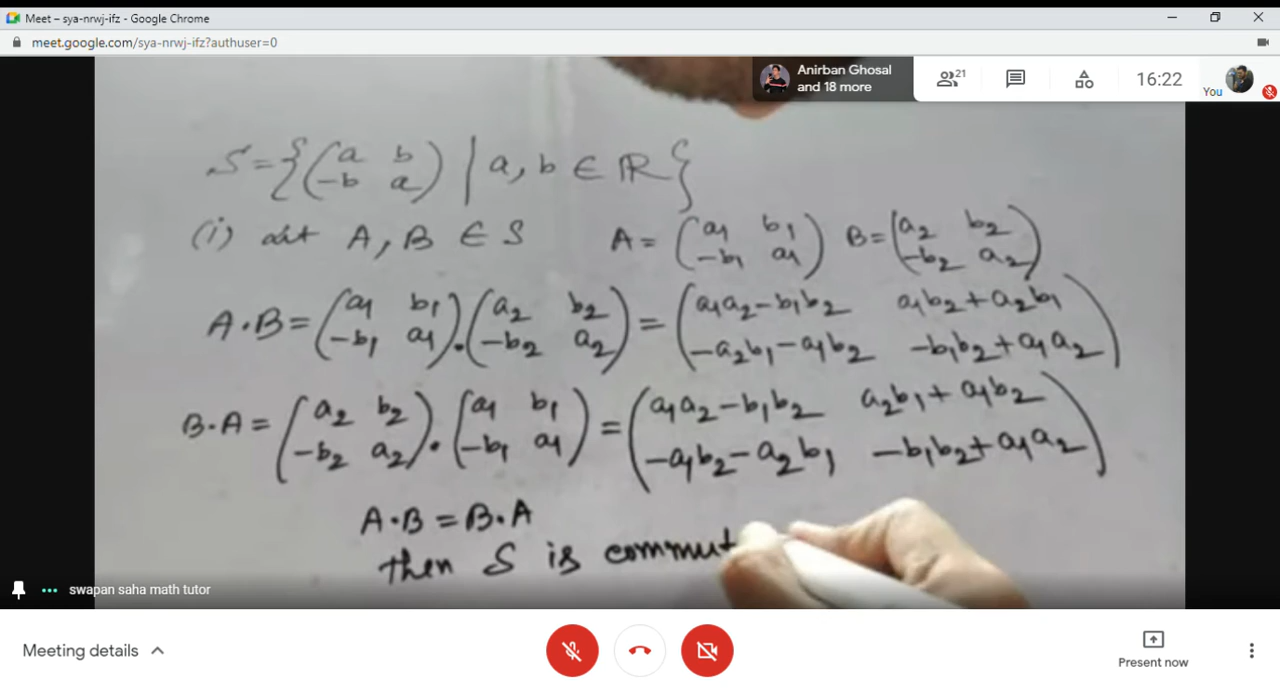 Meet – sya-nrwj-ifz - Google Chrome
meet.google.com/sya-nrwj-ifz?authuser=0
Anirban Ghosal
and 18 more
21
16:22
You
S = { ( a b ) | a, b ∈ ℝ }
-b a
(i) Let A, B ∈ S A = ( a₁ b₁ ) B = ( a₂ b₂ )
-b₁ a₁ -b₂ a₂
A·B = ( a₁ b₁ ) · ( a₂ b₂ ) = ( a₁a₂-b₁b₂ a₁b₂+a₂b₁ )
-b₁ a₁ -b₂ a₂ -a₂b₁-a₁b₂ -b₁b₂+a₁a₂
B·A = ( a₂ b₂ ) · ( a₁ b₁ ) = ( a₁a₂-b₁b₂ a₂b₁+a₁b₂ )
-b₂ a₂ -b₁ a₁ -a₁b₂-a₂b₁ -b₁b₂+a₁a₂
A·B = B·A
then S is commut
swapan saha math tutor
Meeting details
Present now